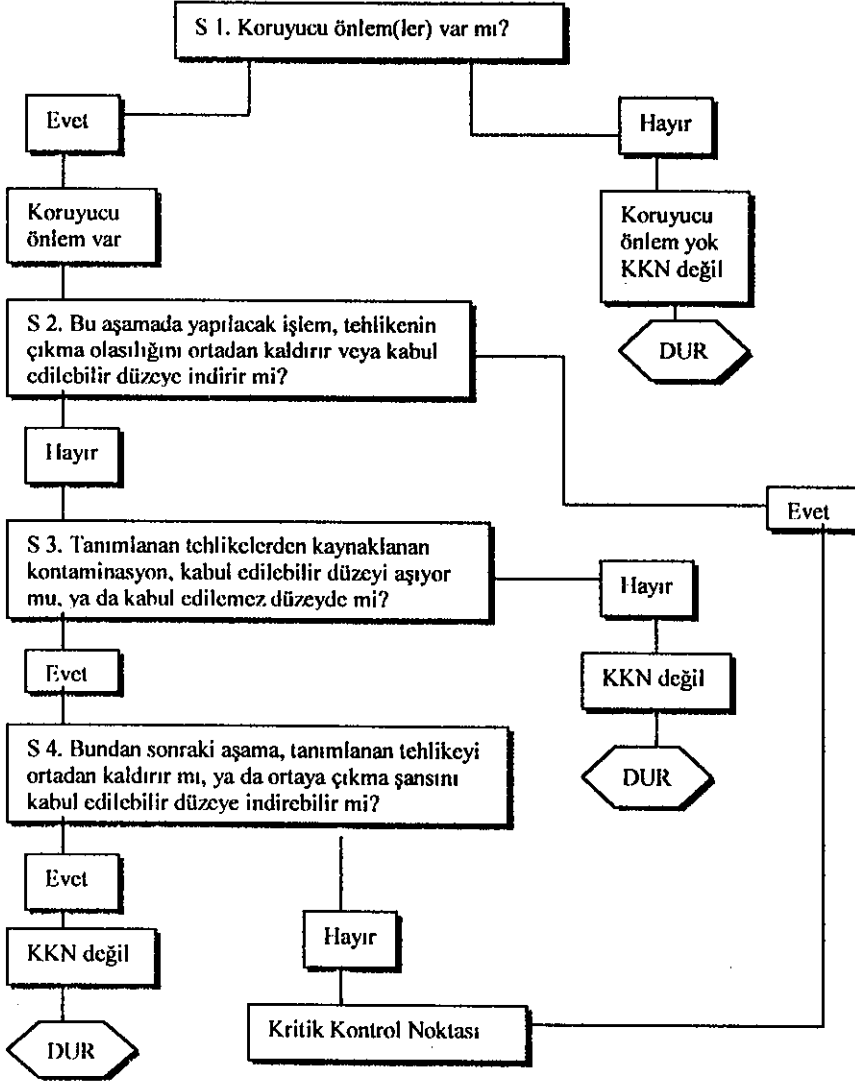 S 1. Koruyucu önlem(ler) var mı?
Evet
Hayır
Koruyucu
önlem var
Koruyucu
önlem yok
KKN değil
DUR
S 2. Bu aşamada yapılacak işlem, tehlikenin
çıkma olasılığını ortadan kaldırır veya kabul
edilebilir düzeye indirir mi?
Hayır
Evet
S 3. Tanımlanan tehlikelerden kaynaklanan
kontaminasyon, kabul edilebilir düzeyi aşıyor
mu, ya da kabul edilemez düzeyde mi?
Hayır
KKN değil
DUR
Evet
S 4. Bundan sonraki aşama, tanımlanan tehlikeyi
ortadan kaldırır mı, ya da ortaya çıkma şansını
kabul edilebilir düzeye indirebilir mi?
Evet
KKN değil
DUR
Hayır
Kritik Kontrol Noktası